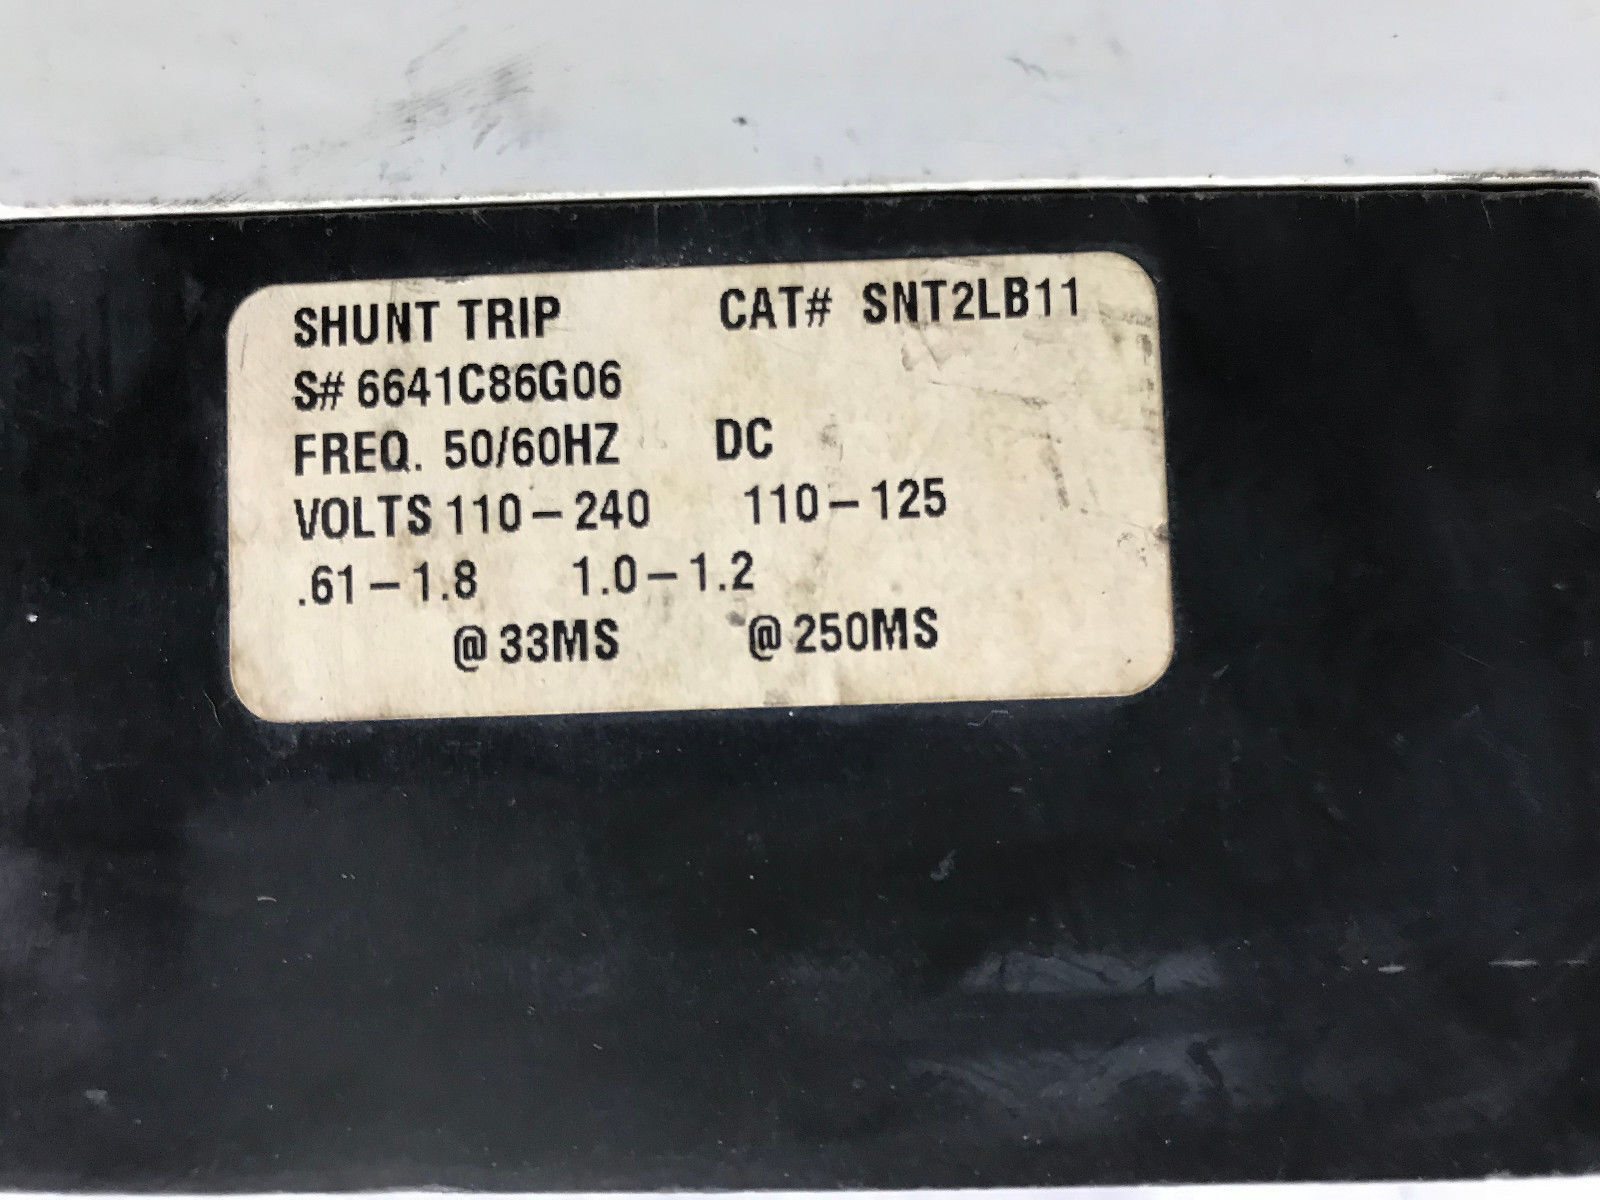 SHUNT TRIP CAT# SNT2LB11
S# 6641C86G06
FREQ. 50/60HZ DC
VOLTS 110-240 110-125
.61-1.8 1.0-1.2
@ 33MS @ 250MS